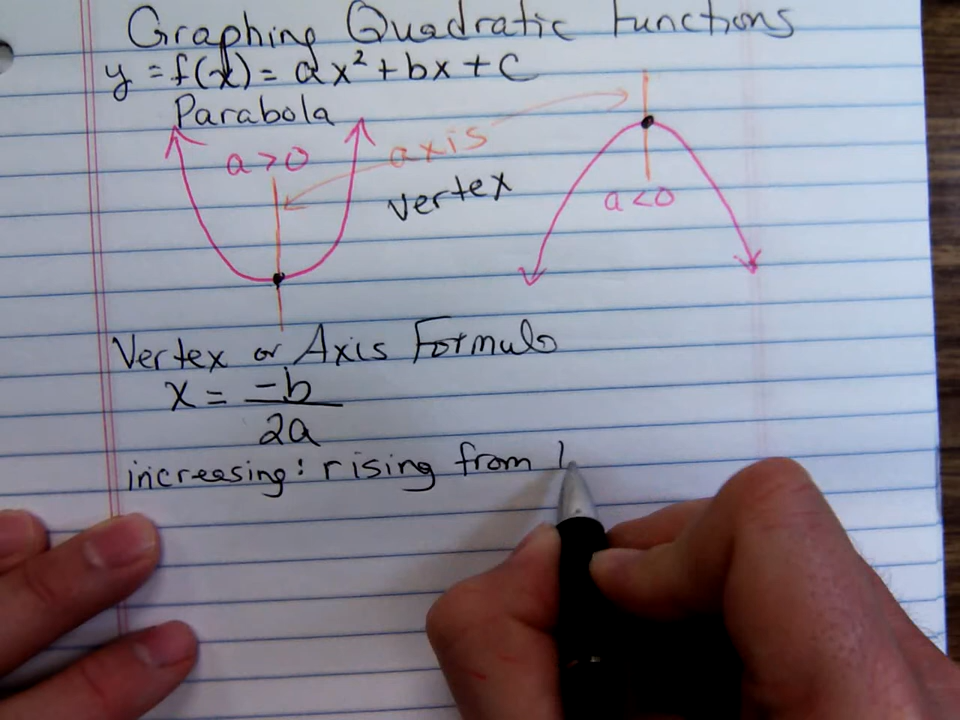 Graphing Quadratic Functions
y = f(x) = ax² + bx + c
Parabola
a > 0
axis
vertex
a < 0
Vertex or Axis Formula
x = -b
2a
increasing: rising from l